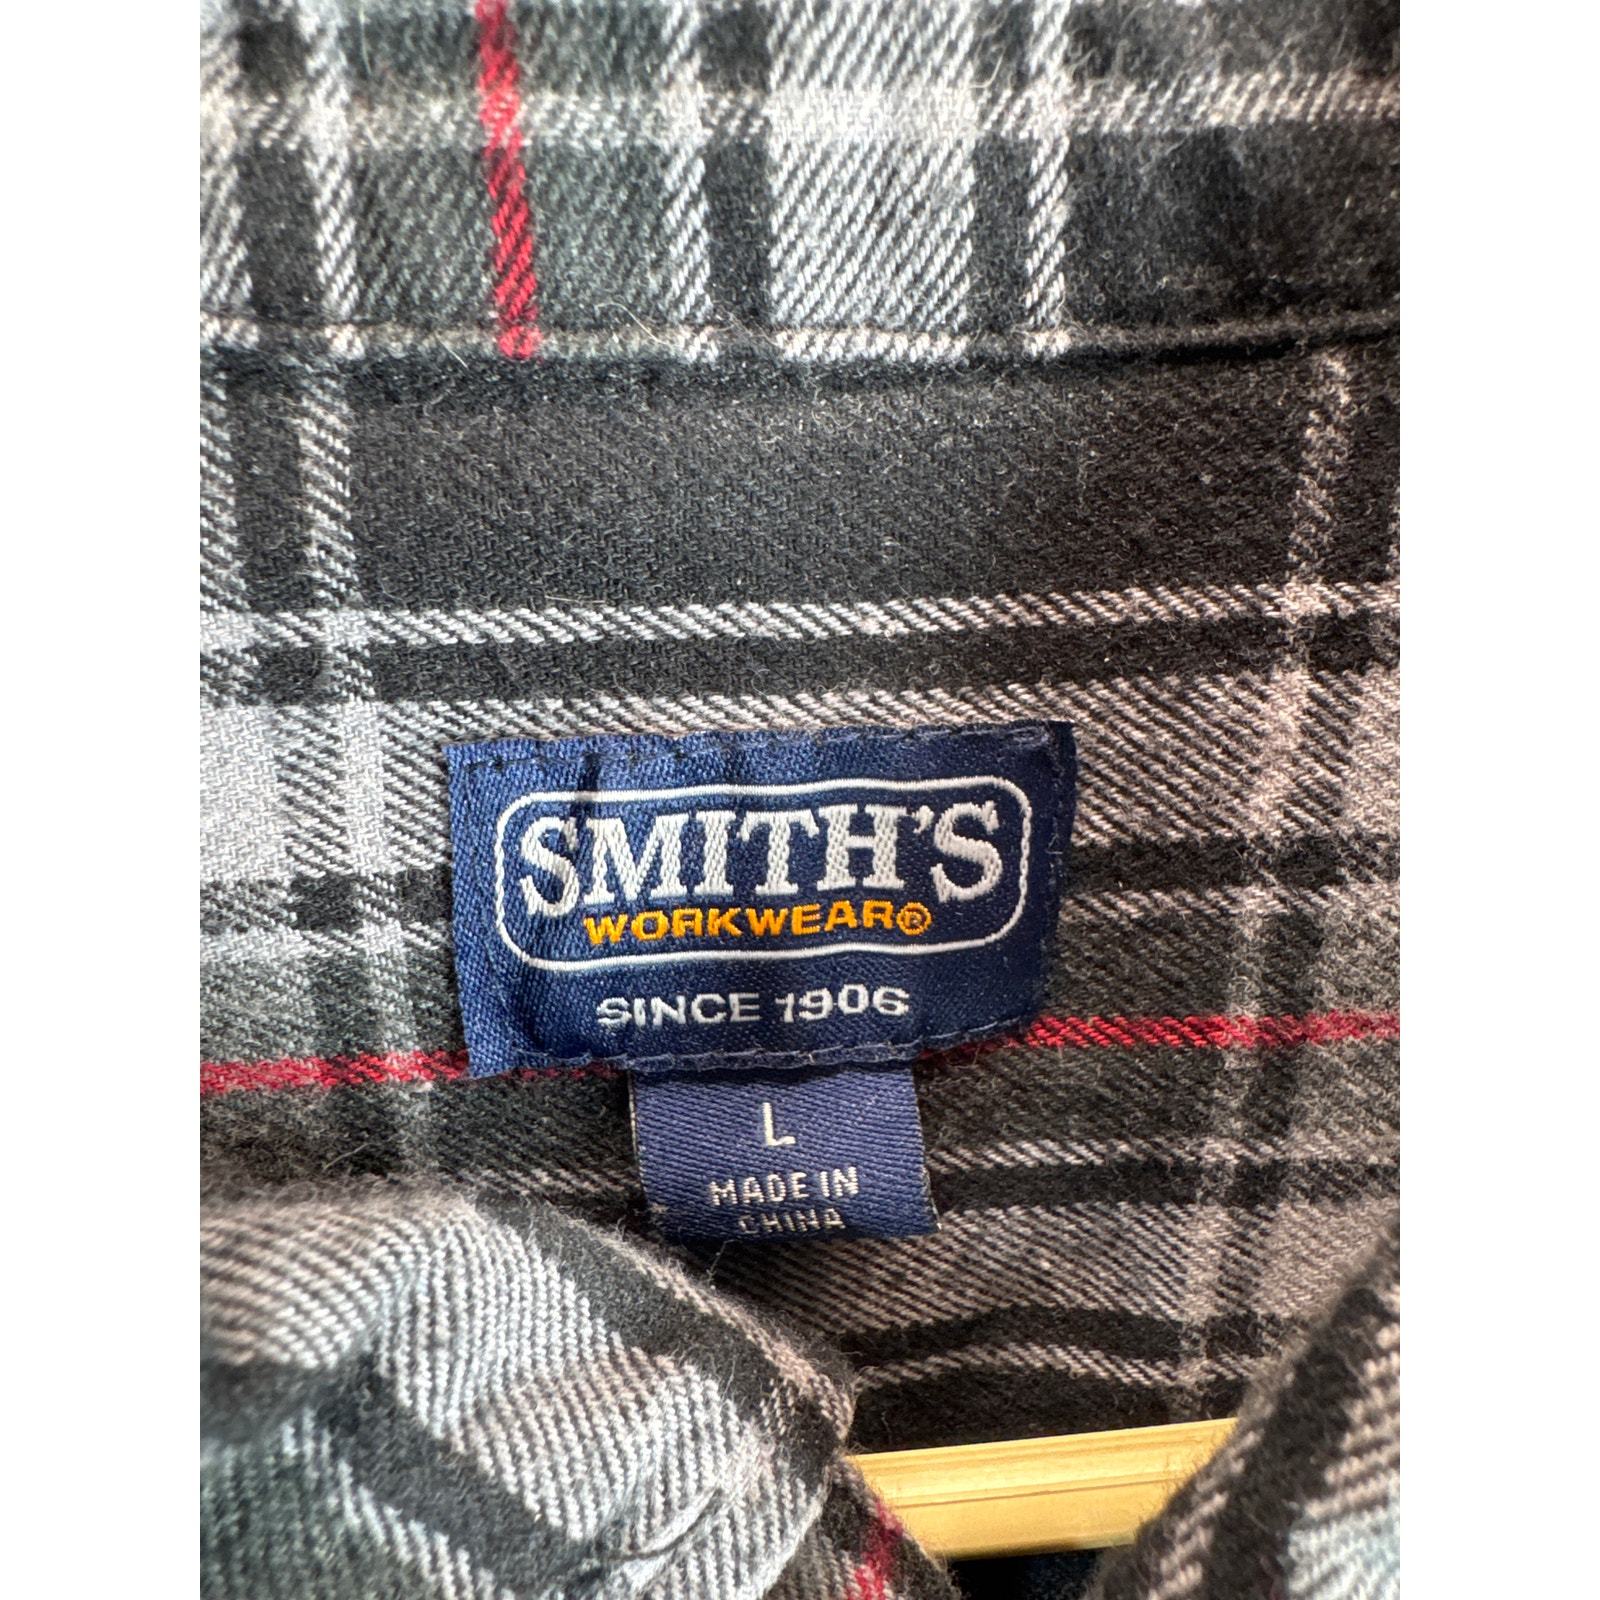 SMITH'S
WORKWEAR®
SINCE 1906
L
MADE IN
CHINA